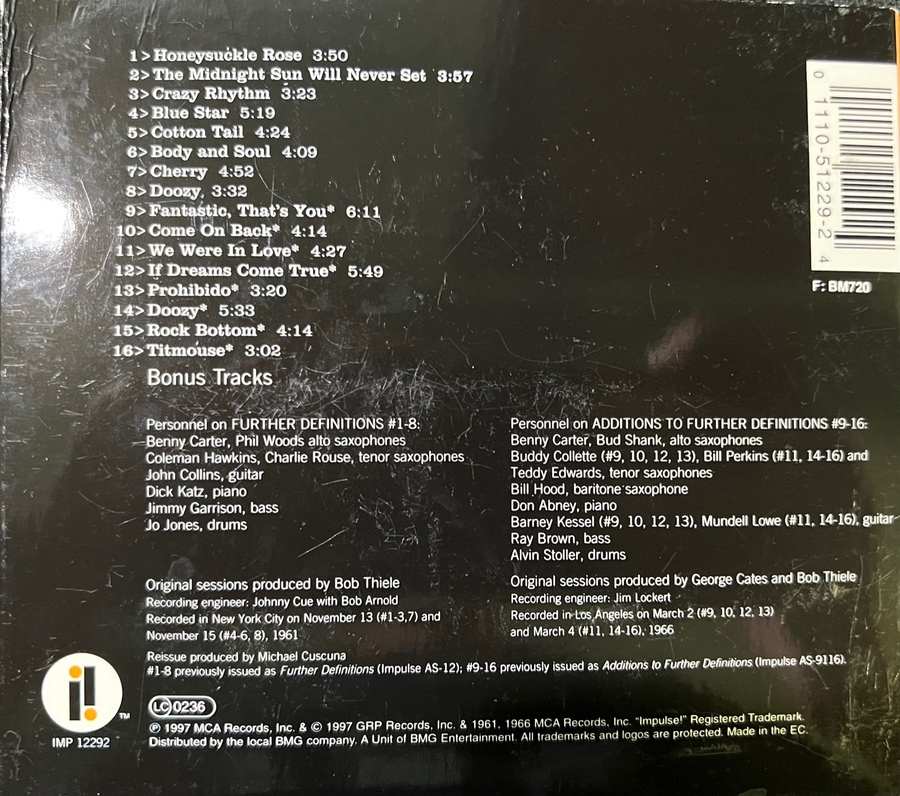 1> Honeysuckle Rose 3:50
2> The Midnight Sun Will Never Set 3:57
3> Crazy Rhythm 3:23
4> Blue Star 5:19
5> Cotton Tail 4:24
6> Body and Soul 4:09
7> Cherry 4:52
8> Doozy 3:32
9> Fantastic, That's You* 6:11
10> Come On Back* 4:14
11> We Were In Love* 4:27
12> If Dreams Come True* 5:49
13> Prohibido* 3:20
14> Doozy* 5:33
15> Rock Bottom* 4:14
16> Titmouse* 3:02
Bonus Tracks
Personnel on FURTHER DEFINITIONS #1-8:
Benny Carter, Phil Woods alto saxophones
Coleman Hawkins, Charlie Rouse, tenor saxophones
John Collins, guitar
Dick Katz, piano
Jimmy Garrison, bass
Jo Jones, drums
Original sessions produced by Bob Thiele
Recording engineer: Johnny Cue with Bob Arnold
Recorded in New York City on November 13 (#1-3,7) and
November 15 (#4-6, 8), 1961
Personnel on ADDITIONS TO FURTHER DEFINITIONS #9-16:
Benny Carter, Bud Shank, alto saxophones
Buddy Collette (#9, 10, 12, 13), Bill Perkins (#11, 14-16) and
Teddy Edwards, tenor saxophones
Bill Hood, baritone saxophone
Don Abney, piano
Barney Kessel (#9, 10, 12, 13), Mundell Lowe (#11, 14-16), guitar
Ray Brown, bass
Alvin Stoller, drums
Original sessions produced by George Cates and Bob Thiele
Recording engineer: Jim Lockert
Recorded in Los Angeles on March 2 (#9, 10, 12, 13)
and March 4 (#11, 14-16), 1966
Reissue produced by Michael Cuscuna
#1-8 previously issued as Further Definitions (Impulse AS-12); #9-16 previously issued as Additions to Further Definitions (Impulse AS-9116).
LC 0236
℗ 1997 MCA Records, Inc. & © 1997 GRP Records, Inc. & 1961, 1966 MCA Records, Inc. "Impulse!" Registered Trademark.
Distributed by the local BMG company. A Unit of BMG Entertainment. All trademarks and logos are protected. Made in the EC.
i! ™
IMP 12292
0 1110-51229-2 4
F: BM720